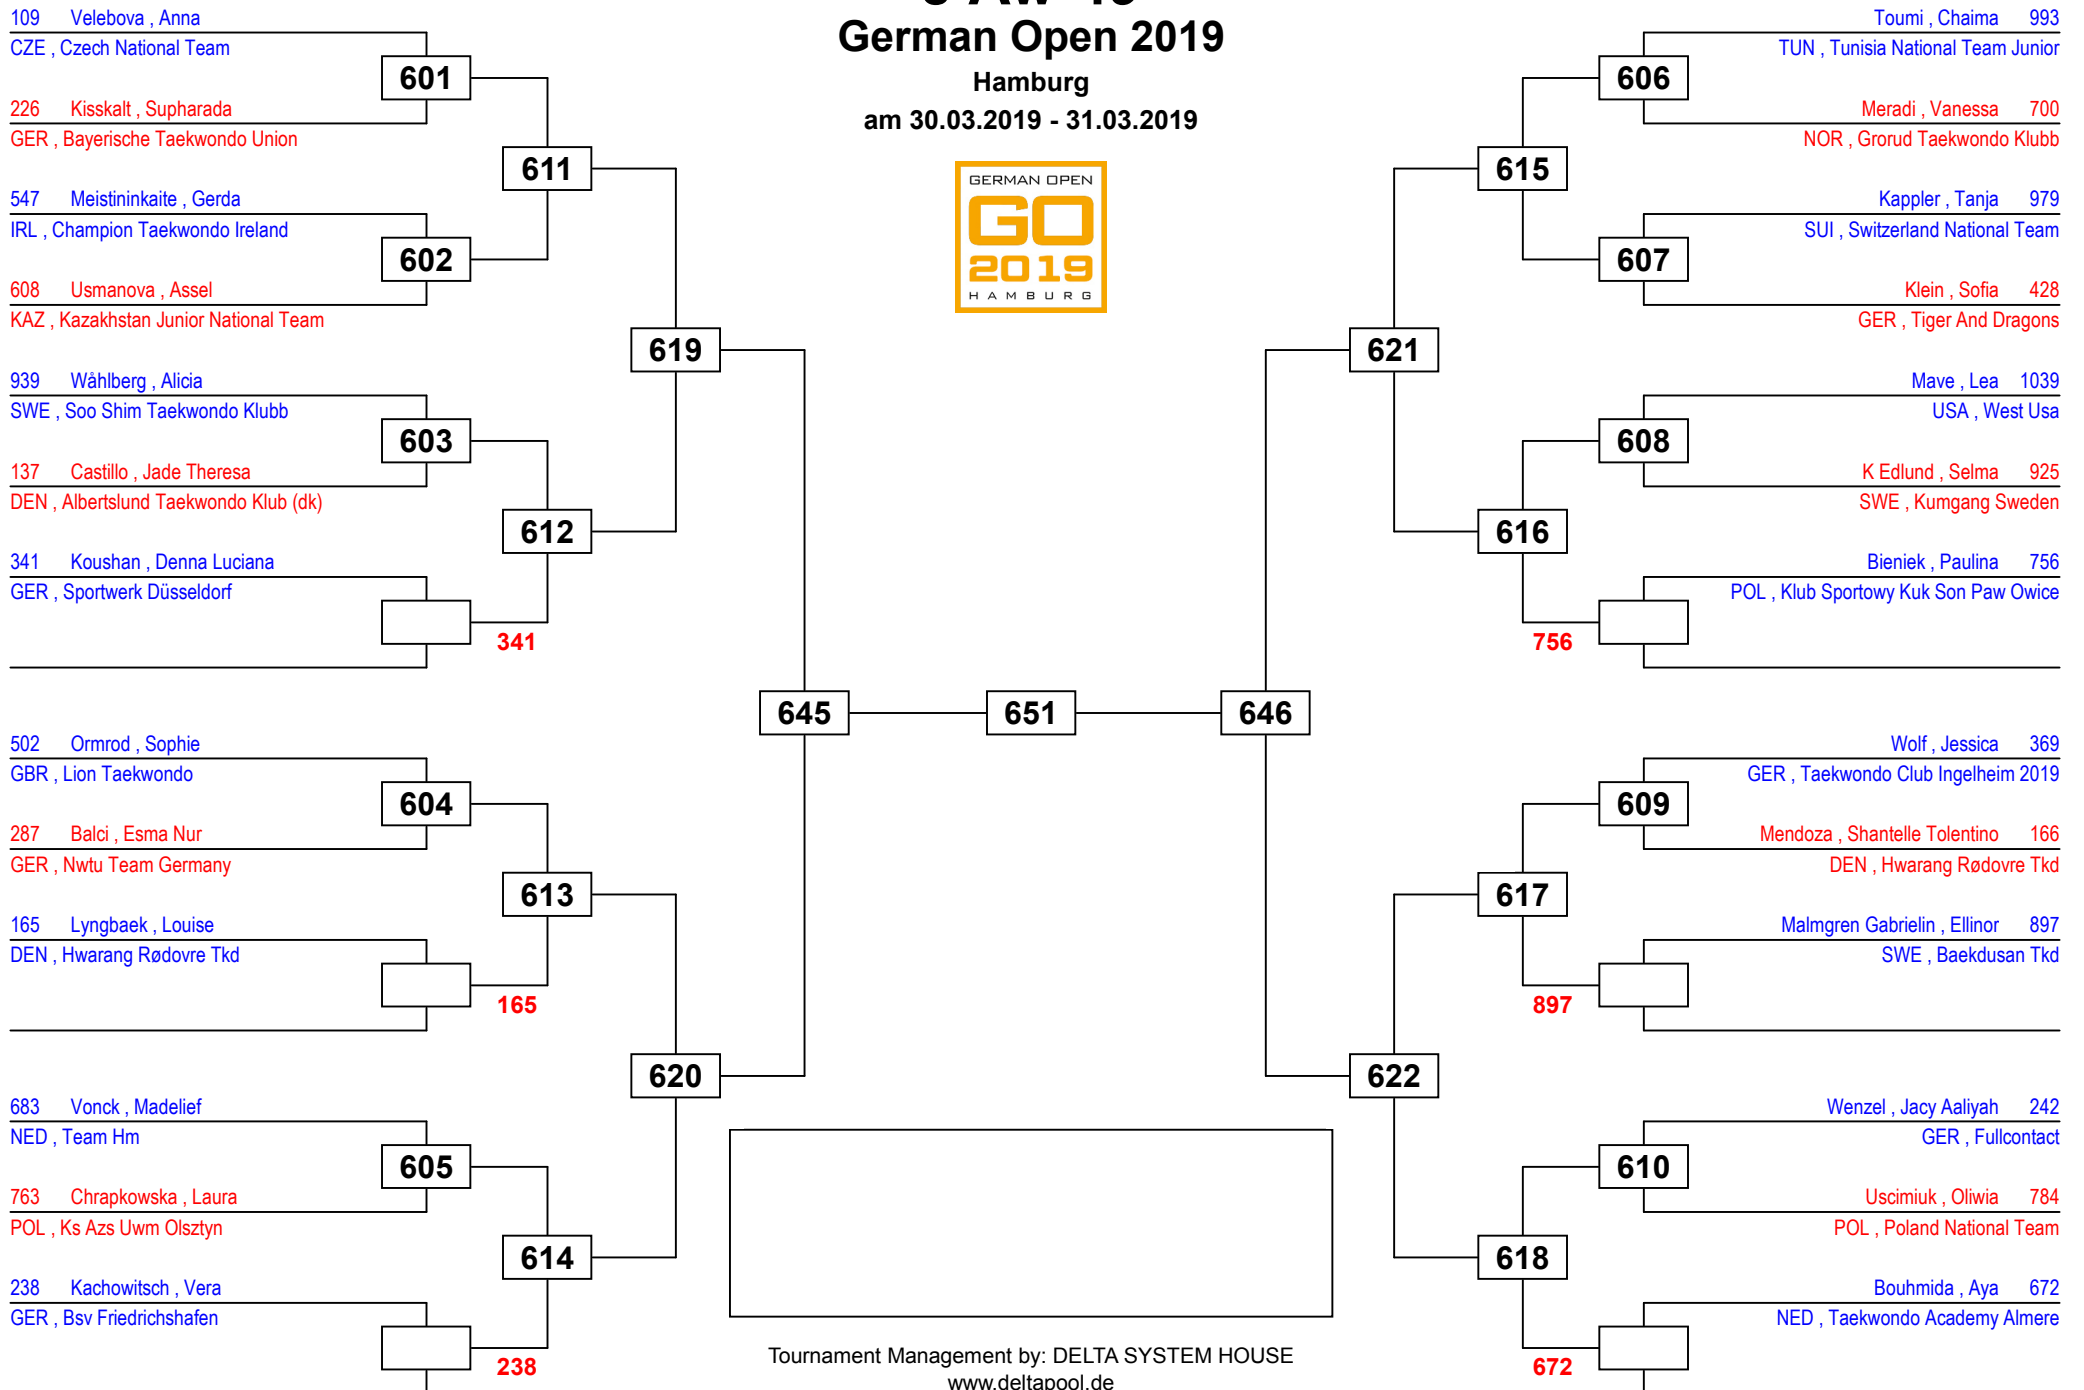 German Open 2019
Hamburg
am 30.03.2019 - 31.03.2019
GERMAN OPEN
GO
2019
HAMBURG
109 Velebova , Anna
CZE , Czech National Team
601
226 Kisskalt , Supharada
GER , Bayerische Taekwondo Union
611
547 Meistininkaite , Gerda
IRL , Champion Taekwondo Ireland
602
608 Usmanova , Assel
KAZ , Kazakhstan Junior National Team
619
939 Wåhlberg , Alicia
SWE , Soo Shim Taekwondo Klubb
603
137 Castillo , Jade Theresa
DEN , Albertslund Taekwondo Klub (dk)
612
341 Koushan , Denna Luciana
GER , Sportwerk Düsseldorf
341
645
502 Ormrod , Sophie
GBR , Lion Taekwondo
604
287 Balci , Esma Nur
GER , Nwtu Team Germany
613
165 Lyngbaek , Louise
DEN , Hwarang Rødovre Tkd
165
620
683 Vonck , Madelief
NED , Team Hm
605
763 Chrapkowska , Laura
POL , Ks Azs Uwm Olsztyn
614
238 Kachowitsch , Vera
GER , Bsv Friedrichshafen
238
651
Toumi , Chaima 993
TUN , Tunisia National Team Junior
606
Meradi , Vanessa 700
NOR , Grorud Taekwondo Klubb
615
Kappler , Tanja 979
SUI , Switzerland National Team
607
Klein , Sofia 428
GER , Tiger And Dragons
621
Mave , Lea 1039
USA , West Usa
608
K Edlund , Selma 925
SWE , Kumgang Sweden
616
Bieniek , Paulina 756
POL , Klub Sportowy Kuk Son Paw Owice
756
646
Wolf , Jessica 369
GER , Taekwondo Club Ingelheim 2019
609
Mendoza , Shantelle Tolentino 166
DEN , Hwarang Rødovre Tkd
617
Malmgren Gabrielin , Ellinor 897
SWE , Baekdusan Tkd
897
622
Wenzel , Jacy Aaliyah 242
GER , Fullcontact
610
Uscimiuk , Oliwia 784
POL , Poland National Team
618
Bouhmida , Aya 672
NED , Taekwondo Academy Almere
672
Tournament Management by: DELTA SYSTEM HOUSE
www.deltapool.de